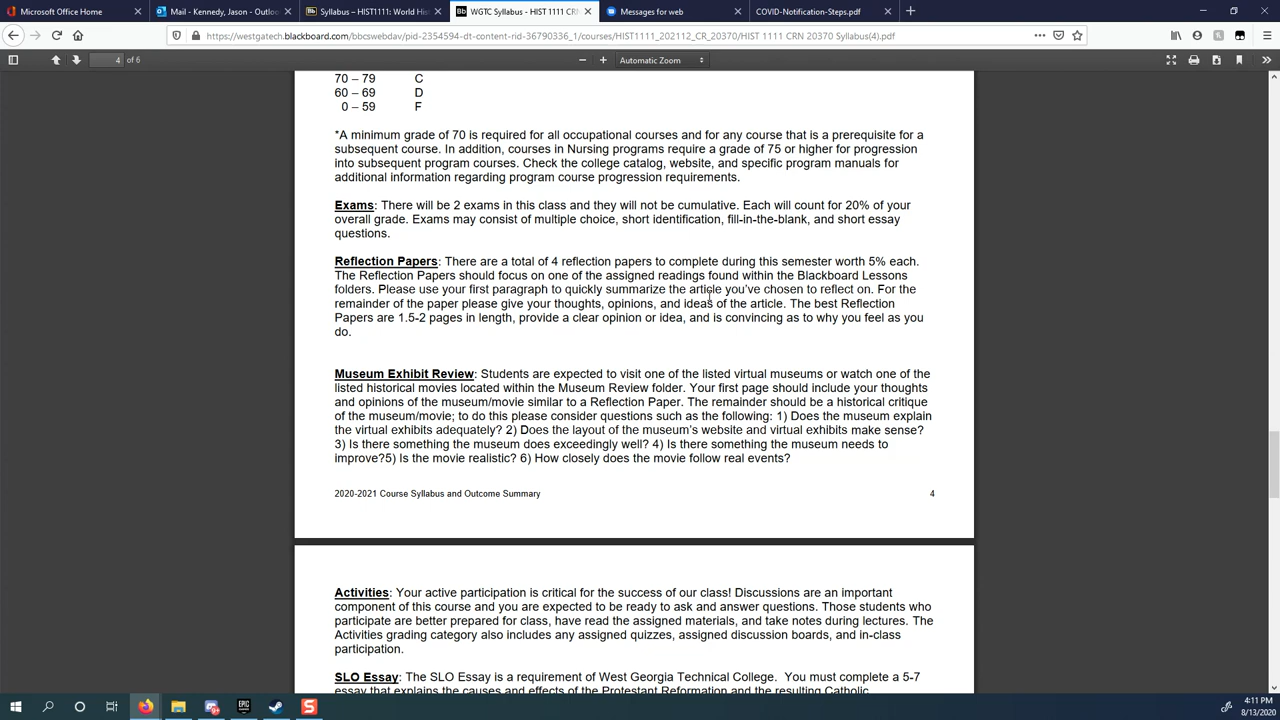 Microsoft Office Home
Mail - Kennedy, Jason - Outloo
Syllabus – HIST1111: World His
WGTC Syllabus - HIST 1111 CRN
Messages for web
COVID-Notification-Steps.pdf
https://westgatech.blackboard.com/bbcswebdav/pid-2354594-dt-content-rid-36790336_1/courses/HIST1111_202112_CR_20370/HIST 1111 CRN 20370 Syllabus(4).pdf
4 of 6
Automatic Zoom
70 – 79 C
60 – 69 D
0 – 59 F
*A minimum grade of 70 is required for all occupational courses and for any course that is a prerequisite for a
subsequent course. In addition, courses in Nursing programs require a grade of 75 or higher for progression
into subsequent program courses. Check the college catalog, website, and specific program manuals for
additional information regarding program course progression requirements.
Exams: There will be 2 exams in this class and they will not be cumulative. Each will count for 20% of your
overall grade. Exams may consist of multiple choice, short identification, fill-in-the-blank, and short essay
questions.
Reflection Papers: There are a total of 4 reflection papers to complete during this semester worth 5% each.
The Reflection Papers should focus on one of the assigned readings found within the Blackboard Lessons
folders. Please use your first paragraph to quickly summarize the article you've chosen to reflect on. For the
remainder of the paper please give your thoughts, opinions, and ideas of the article. The best Reflection
Papers are 1.5-2 pages in length, provide a clear opinion or idea, and is convincing as to why you feel as you
do.
Museum Exhibit Review: Students are expected to visit one of the listed virtual museums or watch one of the
listed historical movies located within the Museum Review folder. Your first page should include your thoughts
and opinions of the museum/movie similar to a Reflection Paper. The remainder should be a historical critique
of the museum/movie; to do this please consider questions such as the following: 1) Does the museum explain
the virtual exhibits adequately? 2) Does the layout of the museum's website and virtual exhibits make sense?
3) Is there something the museum does exceedingly well? 4) Is there something the museum needs to
improve?5) Is the movie realistic? 6) How closely does the movie follow real events?
2020-2021 Course Syllabus and Outcome Summary 4
Activities: Your active participation is critical for the success of our class! Discussions are an important
component of this course and you are expected to be ready to ask and answer questions. Those students who
participate are better prepared for class, have read the assigned materials, and take notes during lectures. The
Activities grading category also includes any assigned quizzes, assigned discussion boards, and in-class
participation.
SLO Essay: The SLO Essay is a requirement of West Georgia Technical College. You must complete a 5-7
essay that explains the causes and effects of the Protestant Reformation and the resulting Catholic
4:11 PM
8/13/2020